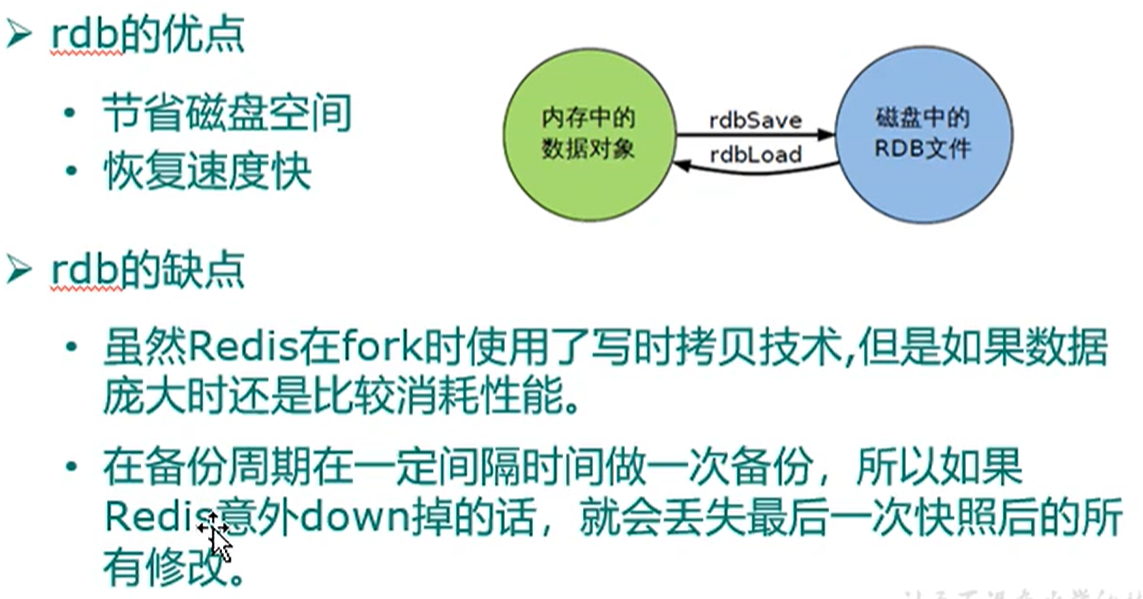 rdb的优点
节省磁盘空间
恢复速度快
内存中的
数据对象
rdbSave
rdbLoad
磁盘中的
RDB文件
rdb的缺点
虽然Redis在fork时使用了写时拷贝技术,但是如果数据
庞大时还是比较消耗性能。
在备份周期在一定间隔时间做一次备份，所以如果
Redis意外down掉的话，就会丢失最后一次快照后的所
有修改。